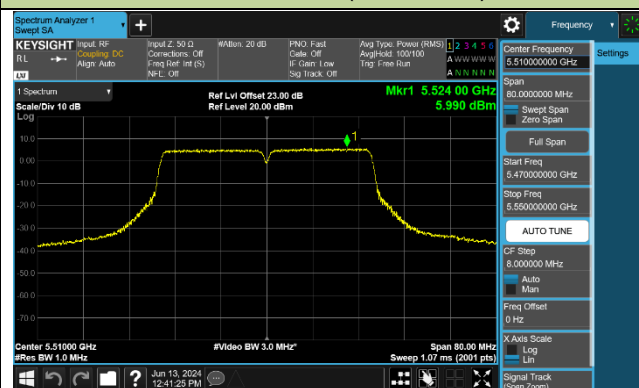 Spectrum Analyzer 1
Swept SA
Frequency
KEYSIGHT
RL
LXI
Input: RF
Coupling: DC
Align: Auto
Input Z: 50 Ω
Corrections: Off
Freq Ref: Int (S)
NFE: Off
#Atten: 20 dB
PNO: Fast
Gate: Off
IF Gain: Low
Sig Track: Off
Avg Type: Power (RMS)
Avg|Hold: 100/100
Trig: Free Run
1 2 3 4 5 6
A W W W W W
A N N N N N
Center Frequency
5.510000000 GHz
Settings
Span
80.0000000 MHz
Swept Span
Zero Span
Full Span
Start Freq
5.470000000 GHz
Stop Freq
5.550000000 GHz
AUTO TUNE
CF Step
8.000000 MHz
Auto
Man
Freq Offset
0 Hz
X Axis Scale
Log
Lin
Signal Track
(Span Zoom)
1 Spectrum
Scale/Div 10 dB
Log
Ref Lvl Offset 23.00 dB
Ref Level 20.00 dBm
Mkr1 5.524 00 GHz
5.990 dBm
1
10.0
0.00
-10.0
-20.0
-30.0
-40.0
-50.0
-60.0
-70.0
Center 5.51000 GHz
#Res BW 1.0 MHz
#Video BW 3.0 MHz*
Span 80.00 MHz
Sweep 1.07 ms (2001 pts)
?
Jun 13, 2024
12:41:25 PM